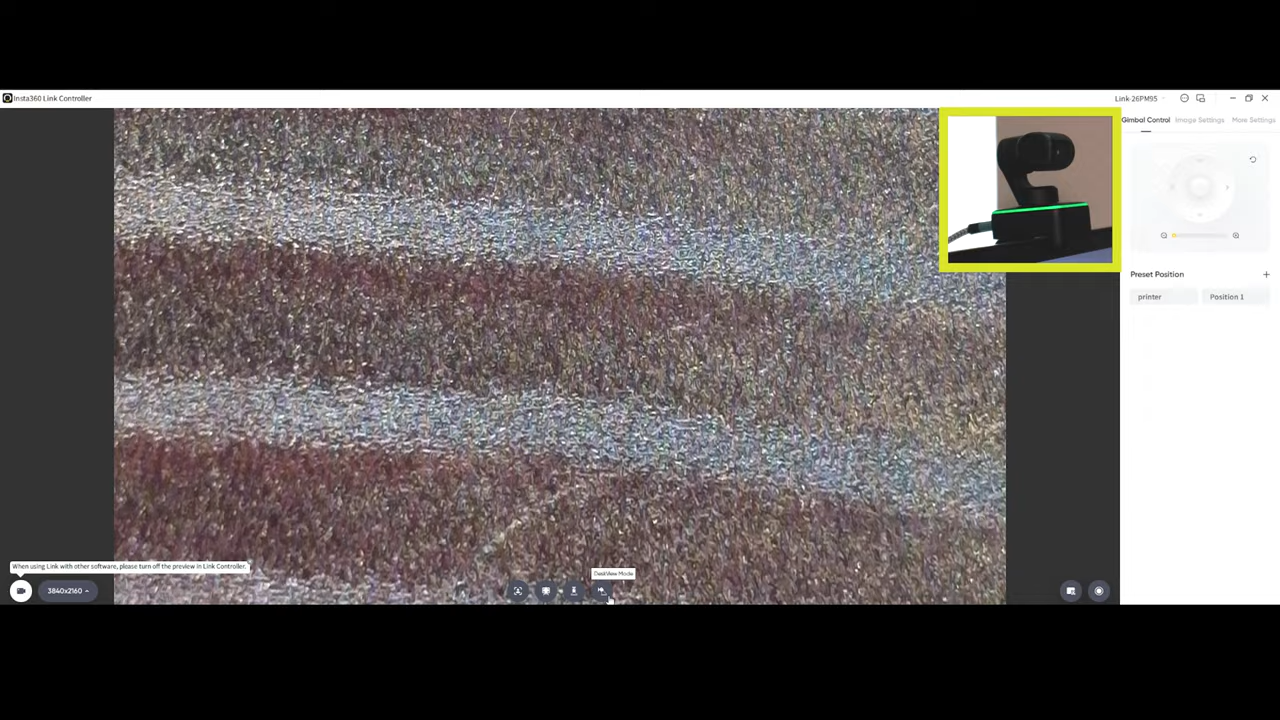 Insta360 Link Controller
Link-26PM95
Gimbal Control
Image Settings
More Settings
Preset Position
printer
Position 1
When using Link with other software, please turn off the preview in Link Controller.
DeskView Mode
3840x2160